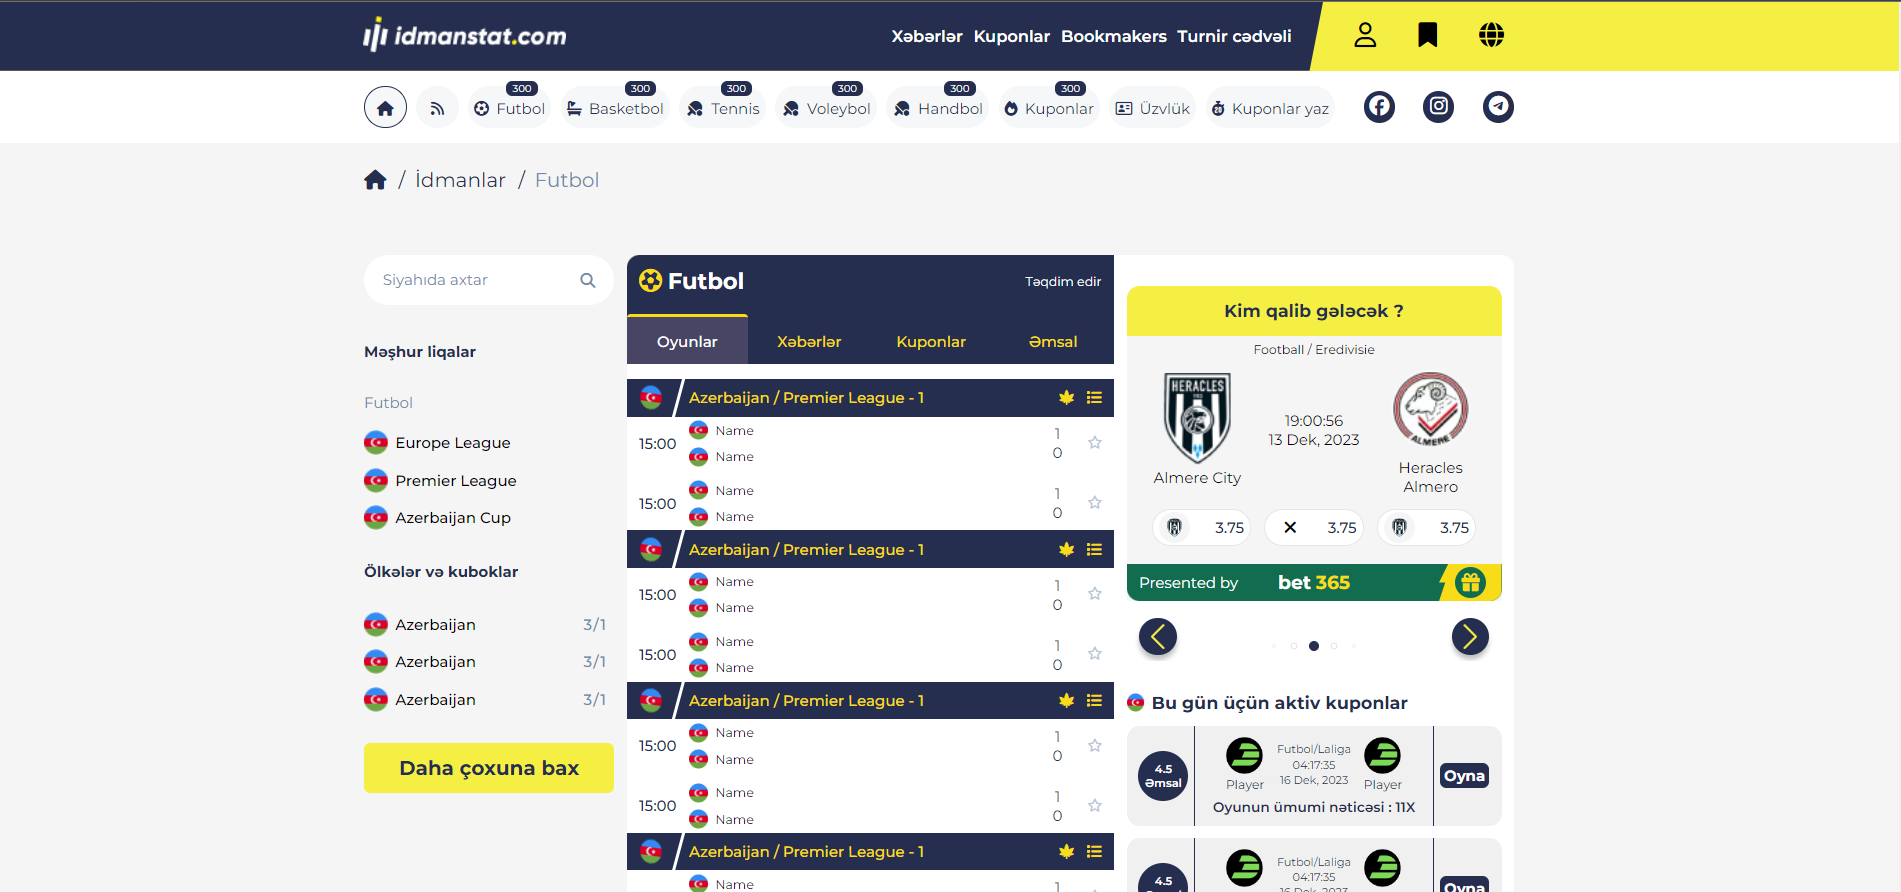 idmanstat.com
Xəbərlər Kuponlar Bookmakers Turnir cədvəli
300 300 300 300 300 300
Futbol Basketbol Tennis Voleybol Handbol Kuponlar Üzvlük Kuponlar yaz
/ İdmanlar / Futbol
Siyahıda axtar
Məşhur liqalar
Futbol
Europe League
Premier League
Azerbaijan Cup
Ölkələr və kuboklar
Azerbaijan 3/1
Azerbaijan 3/1
Azerbaijan 3/1
Daha çoxuna bax
Futbol Təqdim edir
Oyunlar Xəbərlər Kuponlar Əmsal
Azerbaijan / Premier League - 1
15:00 Name 1
Name 0
15:00 Name 1
Name 0
Azerbaijan / Premier League - 1
15:00 Name 1
Name 0
15:00 Name 1
Name 0
Azerbaijan / Premier League - 1
15:00 Name 1
Name 0
15:00 Name 1
Name 0
Azerbaijan / Premier League - 1
Name 1
Kim qalib gələcək ?
Football / Eredivisie
HERACLES
ALMERE
19:00:56
13 Dek, 2023
Almere City
Heracles
Almero
3.75 3.75 3.75
Presented by bet 365
Bu gün üçün aktiv kuponlar
4.5
Əmsal
Futbol/Laliga
04:17:35
16 Dek, 2023
Player Player
Oyunun ümumi nəticəsi : 11X
Oyna
4.5
Futbol/Laliga
04:17:35
16 Dek, 2023
Oyna